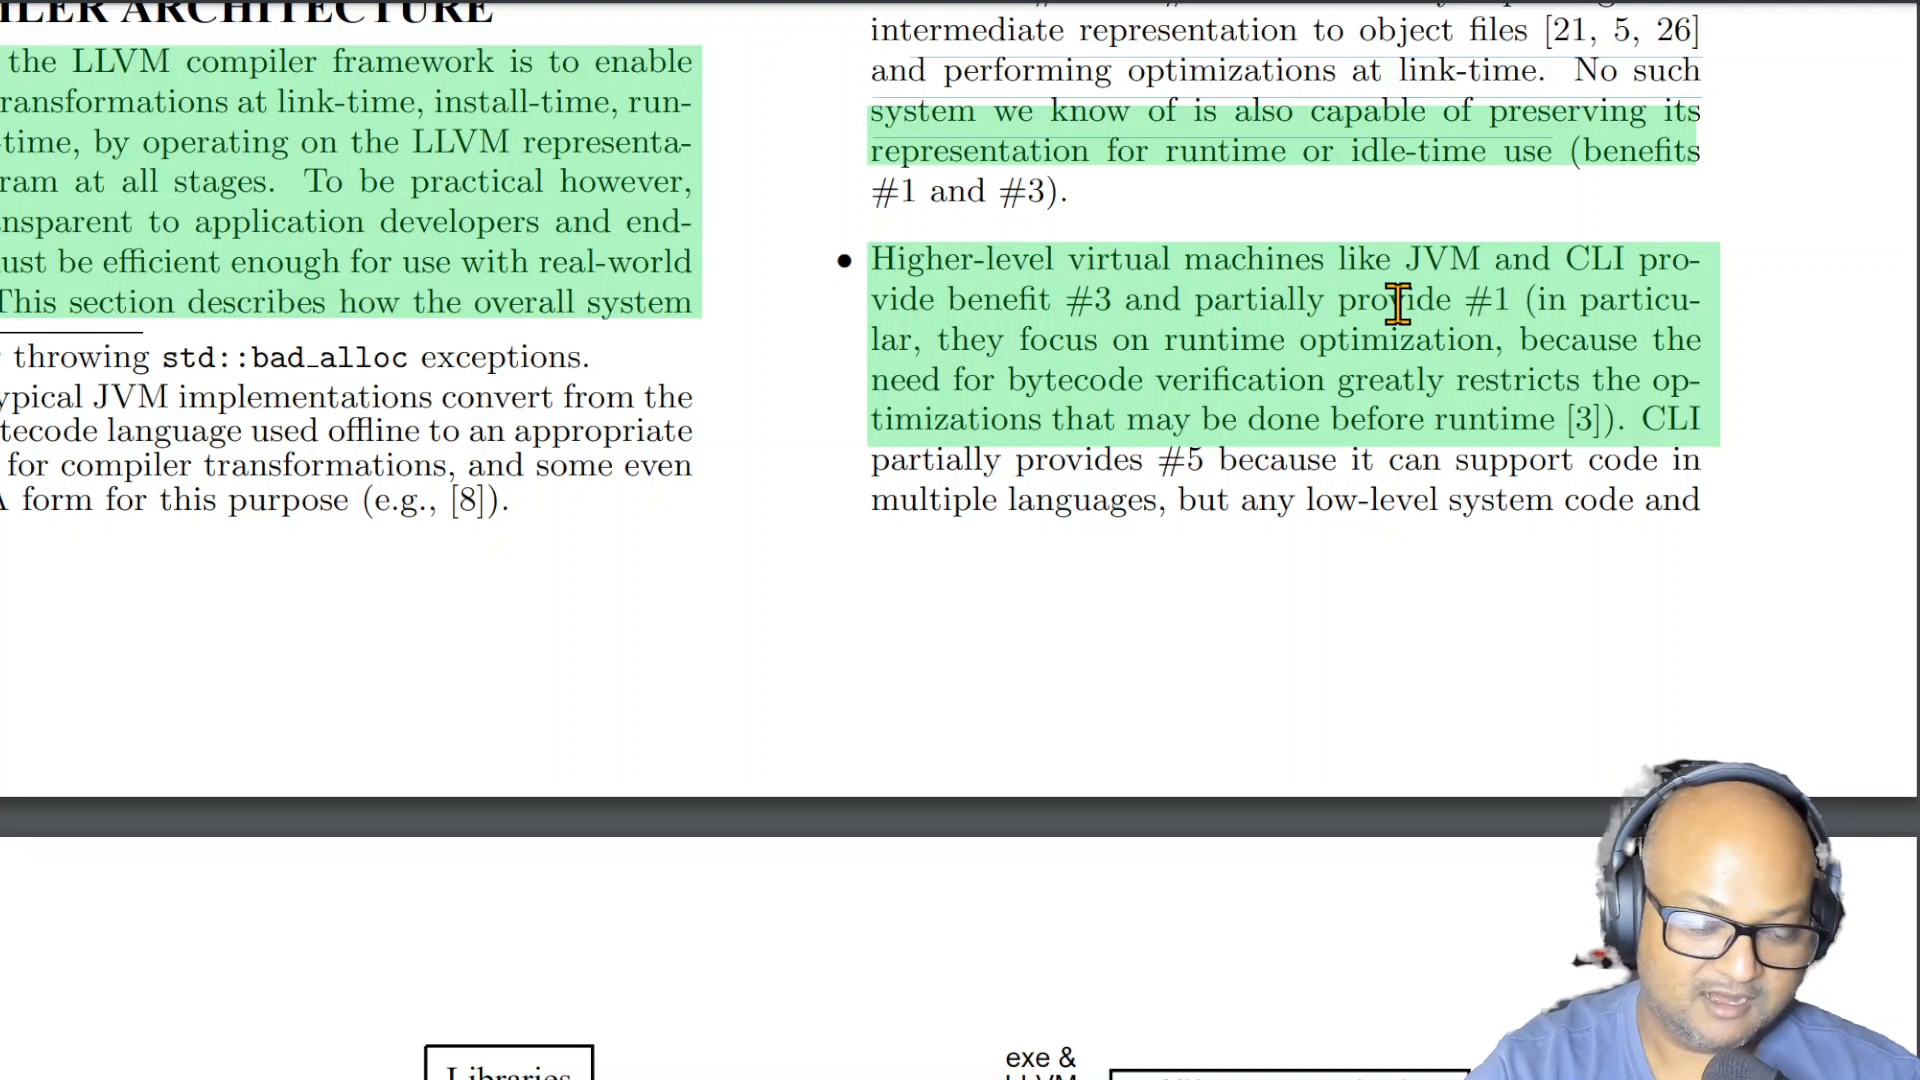 ILER ARCHITECTURE
the LLVM compiler framework is to enable
ransformations at link-time, install-time, run-
-time, by operating on the LLVM representa-
ram at all stages. To be practical however,
nsparent to application developers and end-
ust be efficient enough for use with real-world
This section describes how the overall system
throwing std::bad_alloc exceptions.
ypical JVM implementations convert from the
tecode language used offline to an appropriate
for compiler transformations, and some even
A form for this purpose (e.g., [8]).
intermediate representation to object files [21, 5, 26]
and performing optimizations at link-time. No such
system we know of is also capable of preserving its
representation for runtime or idle-time use (benefits
#1 and #3).
• Higher-level virtual machines like JVM and CLI pro-
vide benefit #3 and partially provide #1 (in particu-
lar, they focus on runtime optimization, because the
need for bytecode verification greatly restricts the op-
timizations that may be done before runtime [3]). CLI
partially provides #5 because it can support code in
multiple languages, but any low-level system code and
Libraries
exe &
LLVM